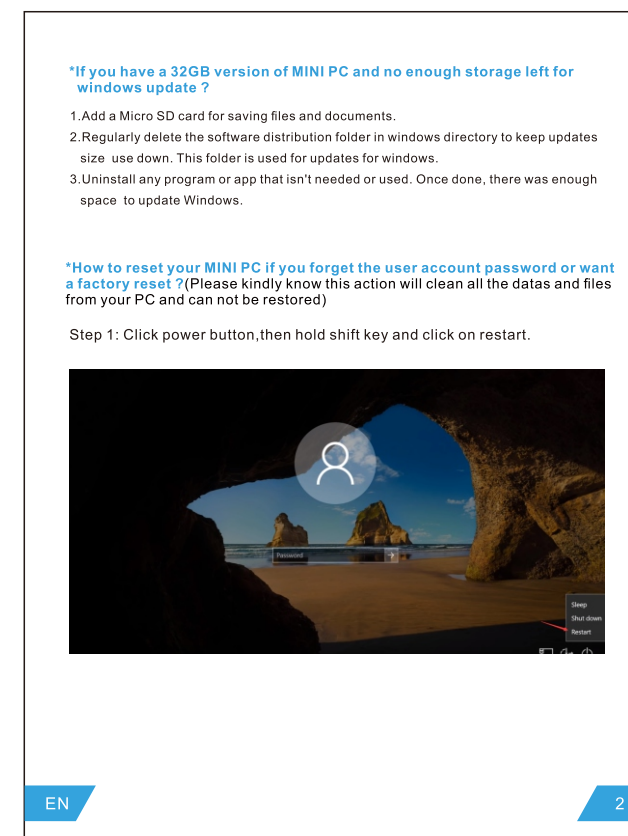 *If you have a 32GB version of MINI PC and no enough storage left for
windows update ?
1.Add a Micro SD card for saving files and documents.
2.Regularly delete the software distribution folder in windows directory to keep updates
size use down. This folder is used for updates for windows.
3.Uninstall any program or app that isn't needed or used. Once done, there was enough
space to update Windows.
*How to reset your MINI PC if you forget the user account password or want
a factory reset ?(Please kindly know this action will clean all the datas and files
from your PC and can not be restored)
Step 1: Click power button,then hold shift key and click on restart.
Password
Sleep
Shut down
Restart
EN
2